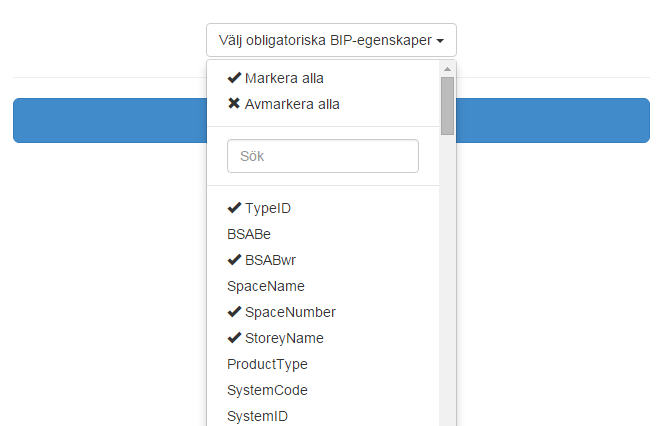 Välj obligatoriska BIP-egenskaper
Markera alla
Avmarkera alla
Sök
TypeID
BSABe
BSABwr
SpaceName
SpaceNumber
StoreyName
ProductType
SystemCode
SystemID